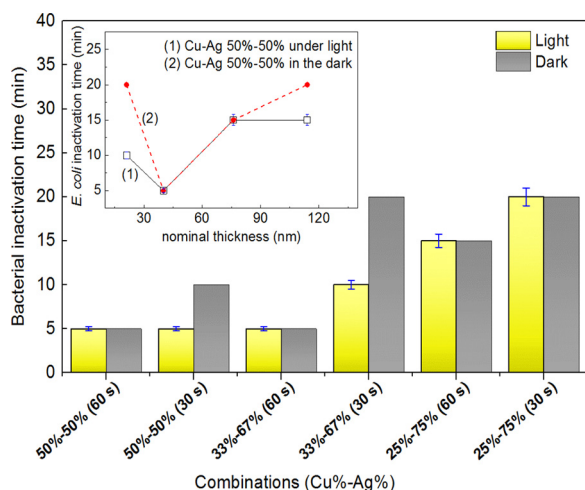 Bacterial inactivation time (min)
40
35
30
25
20
15
10
5
0
E. coli inactivation time (min)
25
20
15
10
5
(1) Cu-Ag 50%-50% under light
(2) Cu-Ag 50%-50% in the dark
(2)
(1)
30 60 90 120
nominal thickness (nm)
Light
Dark
50%-50% (60 s)
50%-50% (30 s)
33%-67% (60 s)
33%-67% (30 s)
25%-75% (60 s)
25%-75% (30 s)
Combinations (Cu%-Ag%)